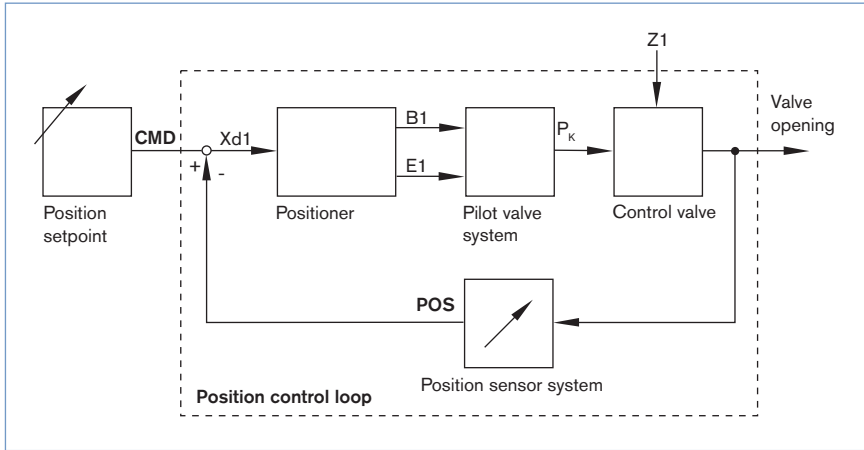 Z1
Valve
opening
CMD
Xd1
B1
E1
P_K
+
-
Position
setpoint
Positioner
Pilot valve
system
Control valve
POS
Position sensor system
Position control loop